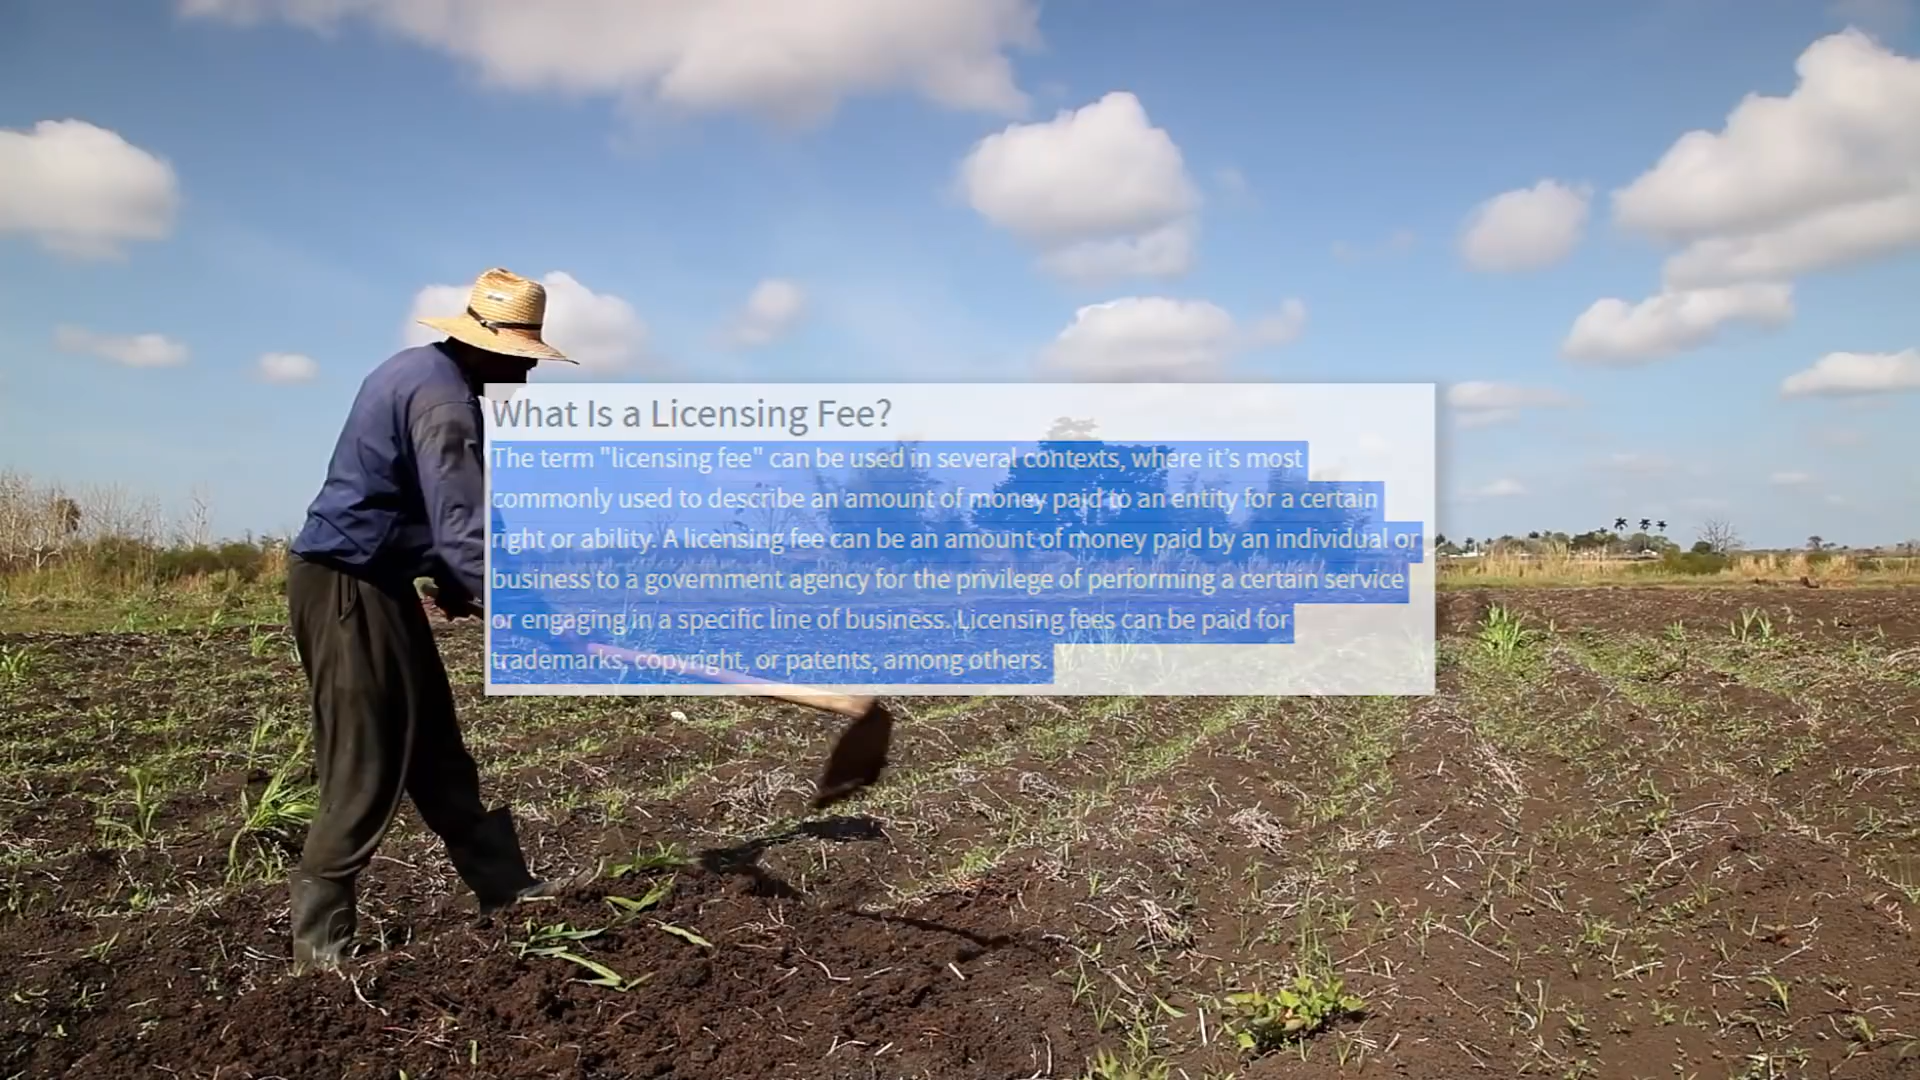 What Is a Licensing Fee?
The term "licensing fee" can be used in several contexts, where it’s most
commonly used to describe an amount of money paid to an entity for a certain
right or ability. A licensing fee can be an amount of money paid by an individual or
business to a government agency for the privilege of performing a certain service
or engaging in a specific line of business. Licensing fees can be paid for
trademarks, copyright, or patents, among others.